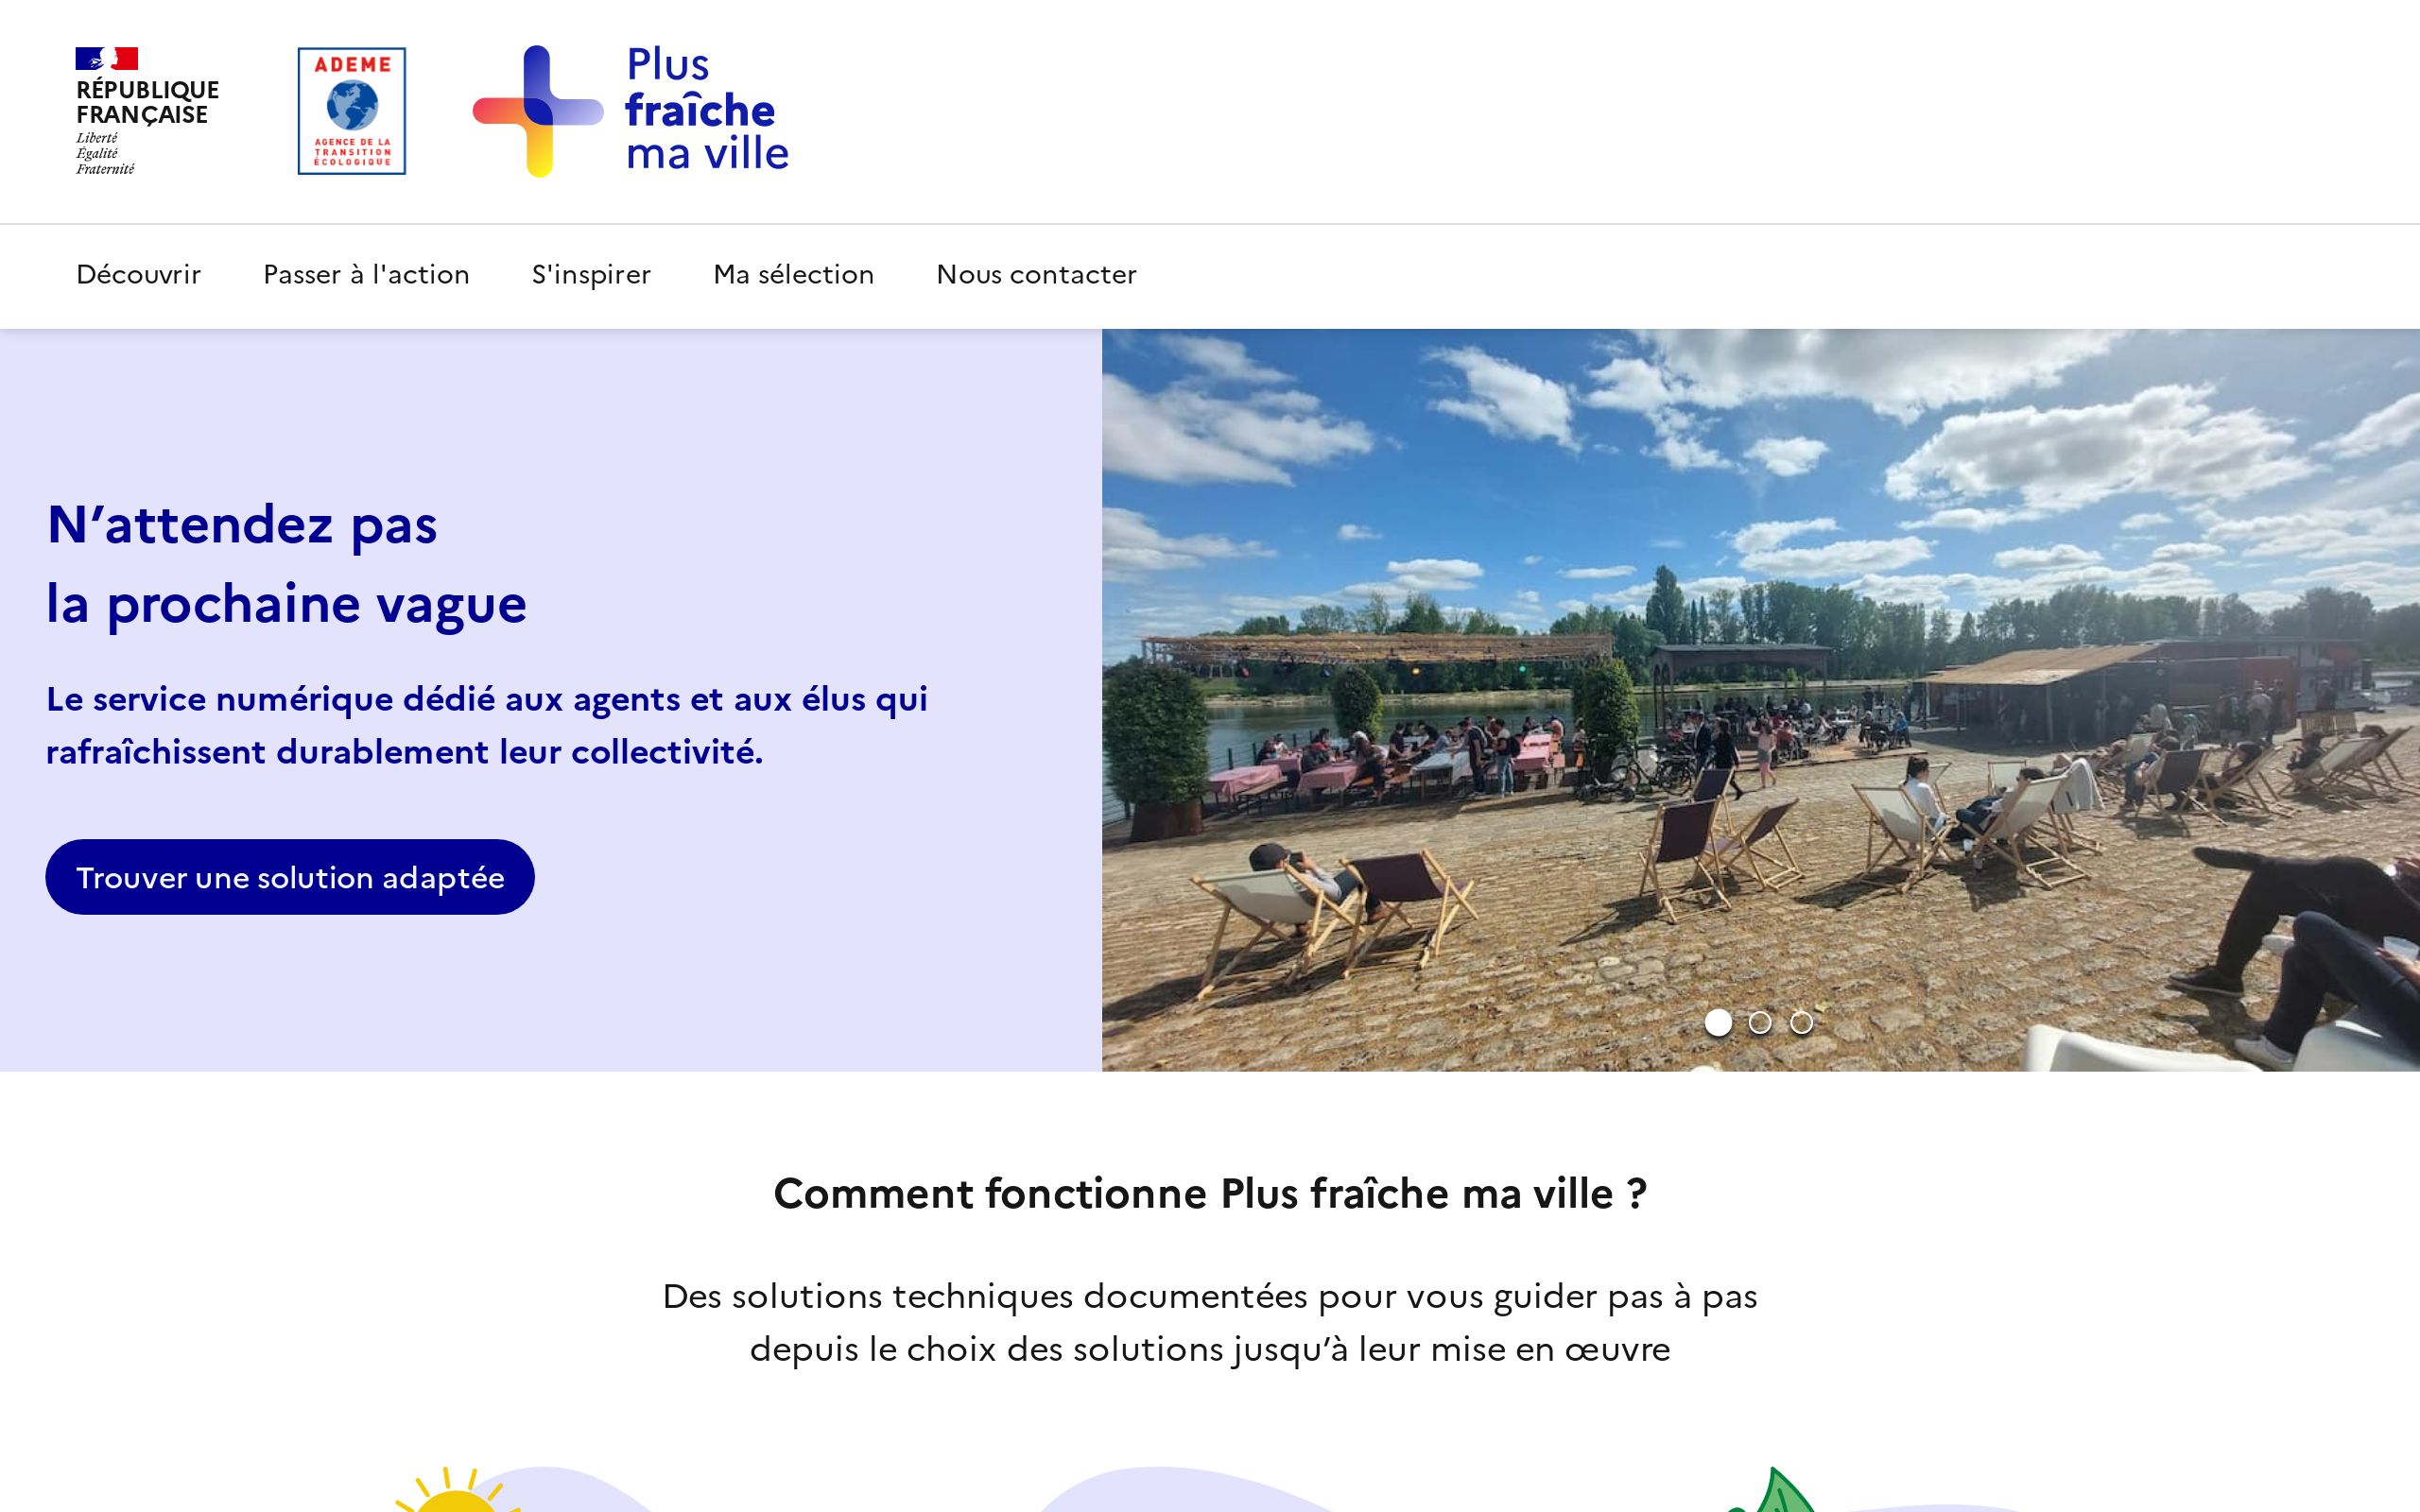 RÉPUBLIQUE
FRANÇAISE
Liberté
Égalité
Fraternité
ADEME
AGENCE DE LA
TRANSITION
ÉCOLOGIQUE
Plus
fraîche
ma ville
Découvrir
Passer à l'action
S'inspirer
Ma sélection
Nous contacter
N’attendez pas
la prochaine vague
Le service numérique dédié aux agents et aux élus qui
rafraîchissent durablement leur collectivité.
Trouver une solution adaptée
Comment fonctionne Plus fraîche ma ville ?
Des solutions techniques documentées pour vous guider pas à pas
depuis le choix des solutions jusqu’à leur mise en œuvre